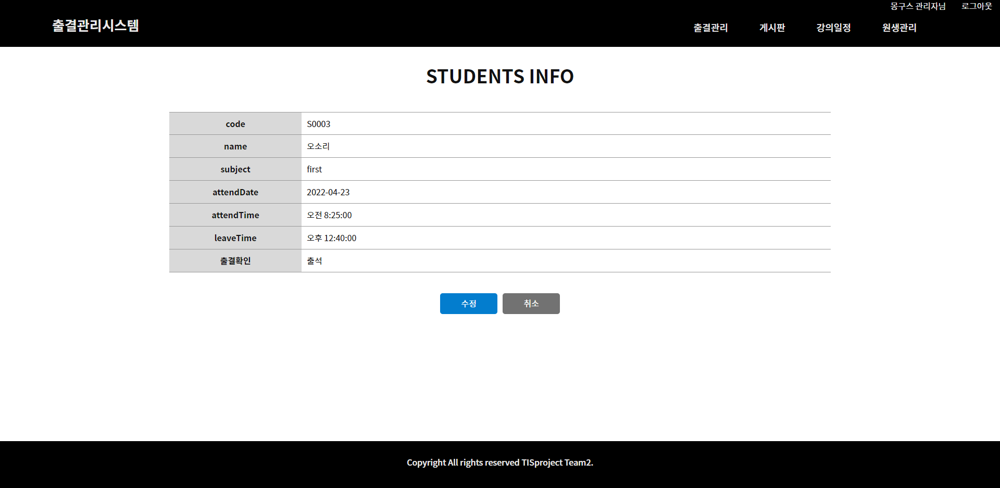 몽구스 관리자님 로그아웃
출결관리시스템 출결관리 게시판 강의일정 원생관리
STUDENTS INFO
code S0003
name 오소리
subject first
attendDate 2022-04-23
attendTime 오전 8:25:00
leaveTime 오후 12:40:00
출결확인 출석
수정 취소
Copyright All rights reserved TISproject Team2.